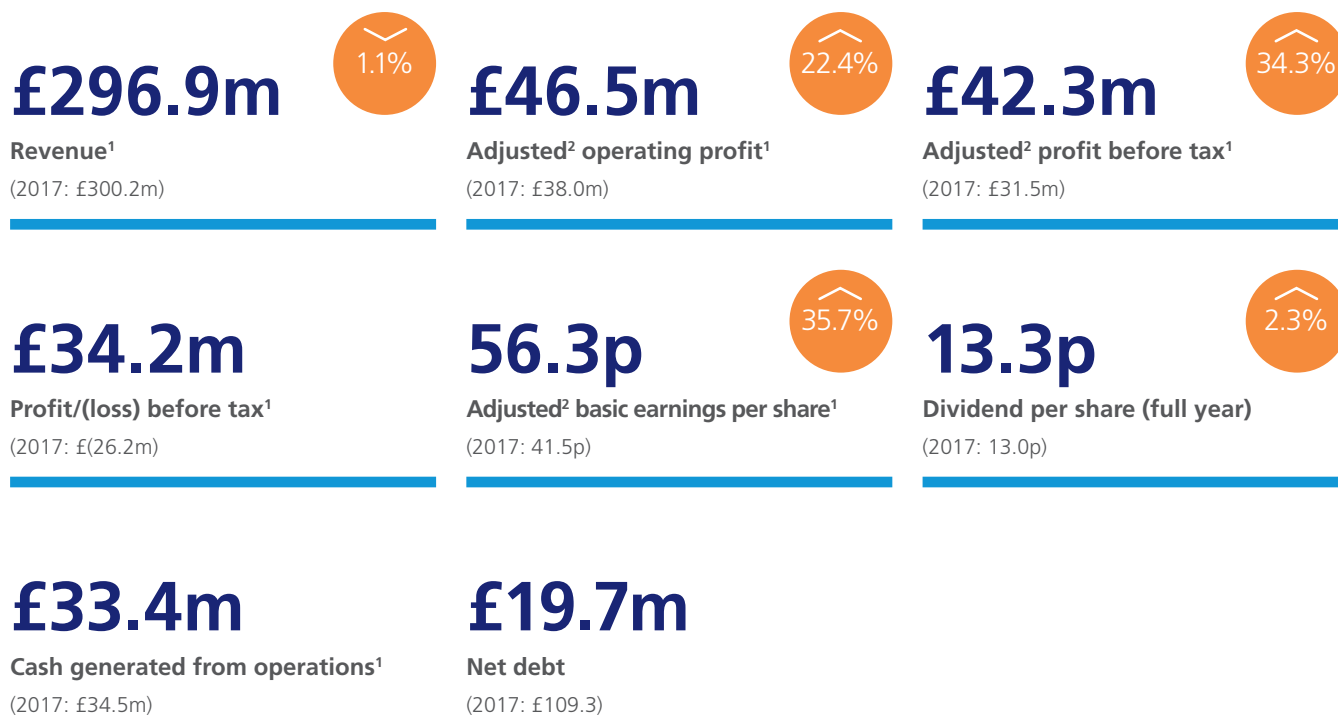 1.1%
£296.9m
Revenue¹
(2017: £300.2m)
22.4%
£46.5m
Adjusted² operating profit¹
(2017: £38.0m)
34.3%
£42.3m
Adjusted² profit before tax¹
(2017: £31.5m)
£34.2m
Profit/(loss) before tax¹
(2017: £(26.2m)
35.7%
56.3p
Adjusted² basic earnings per share¹
(2017: 41.5p)
2.3%
13.3p
Dividend per share (full year)
(2017: 13.0p)
£33.4m
Cash generated from operations¹
(2017: £34.5m)
£19.7m
Net debt
(2017: £109.3)